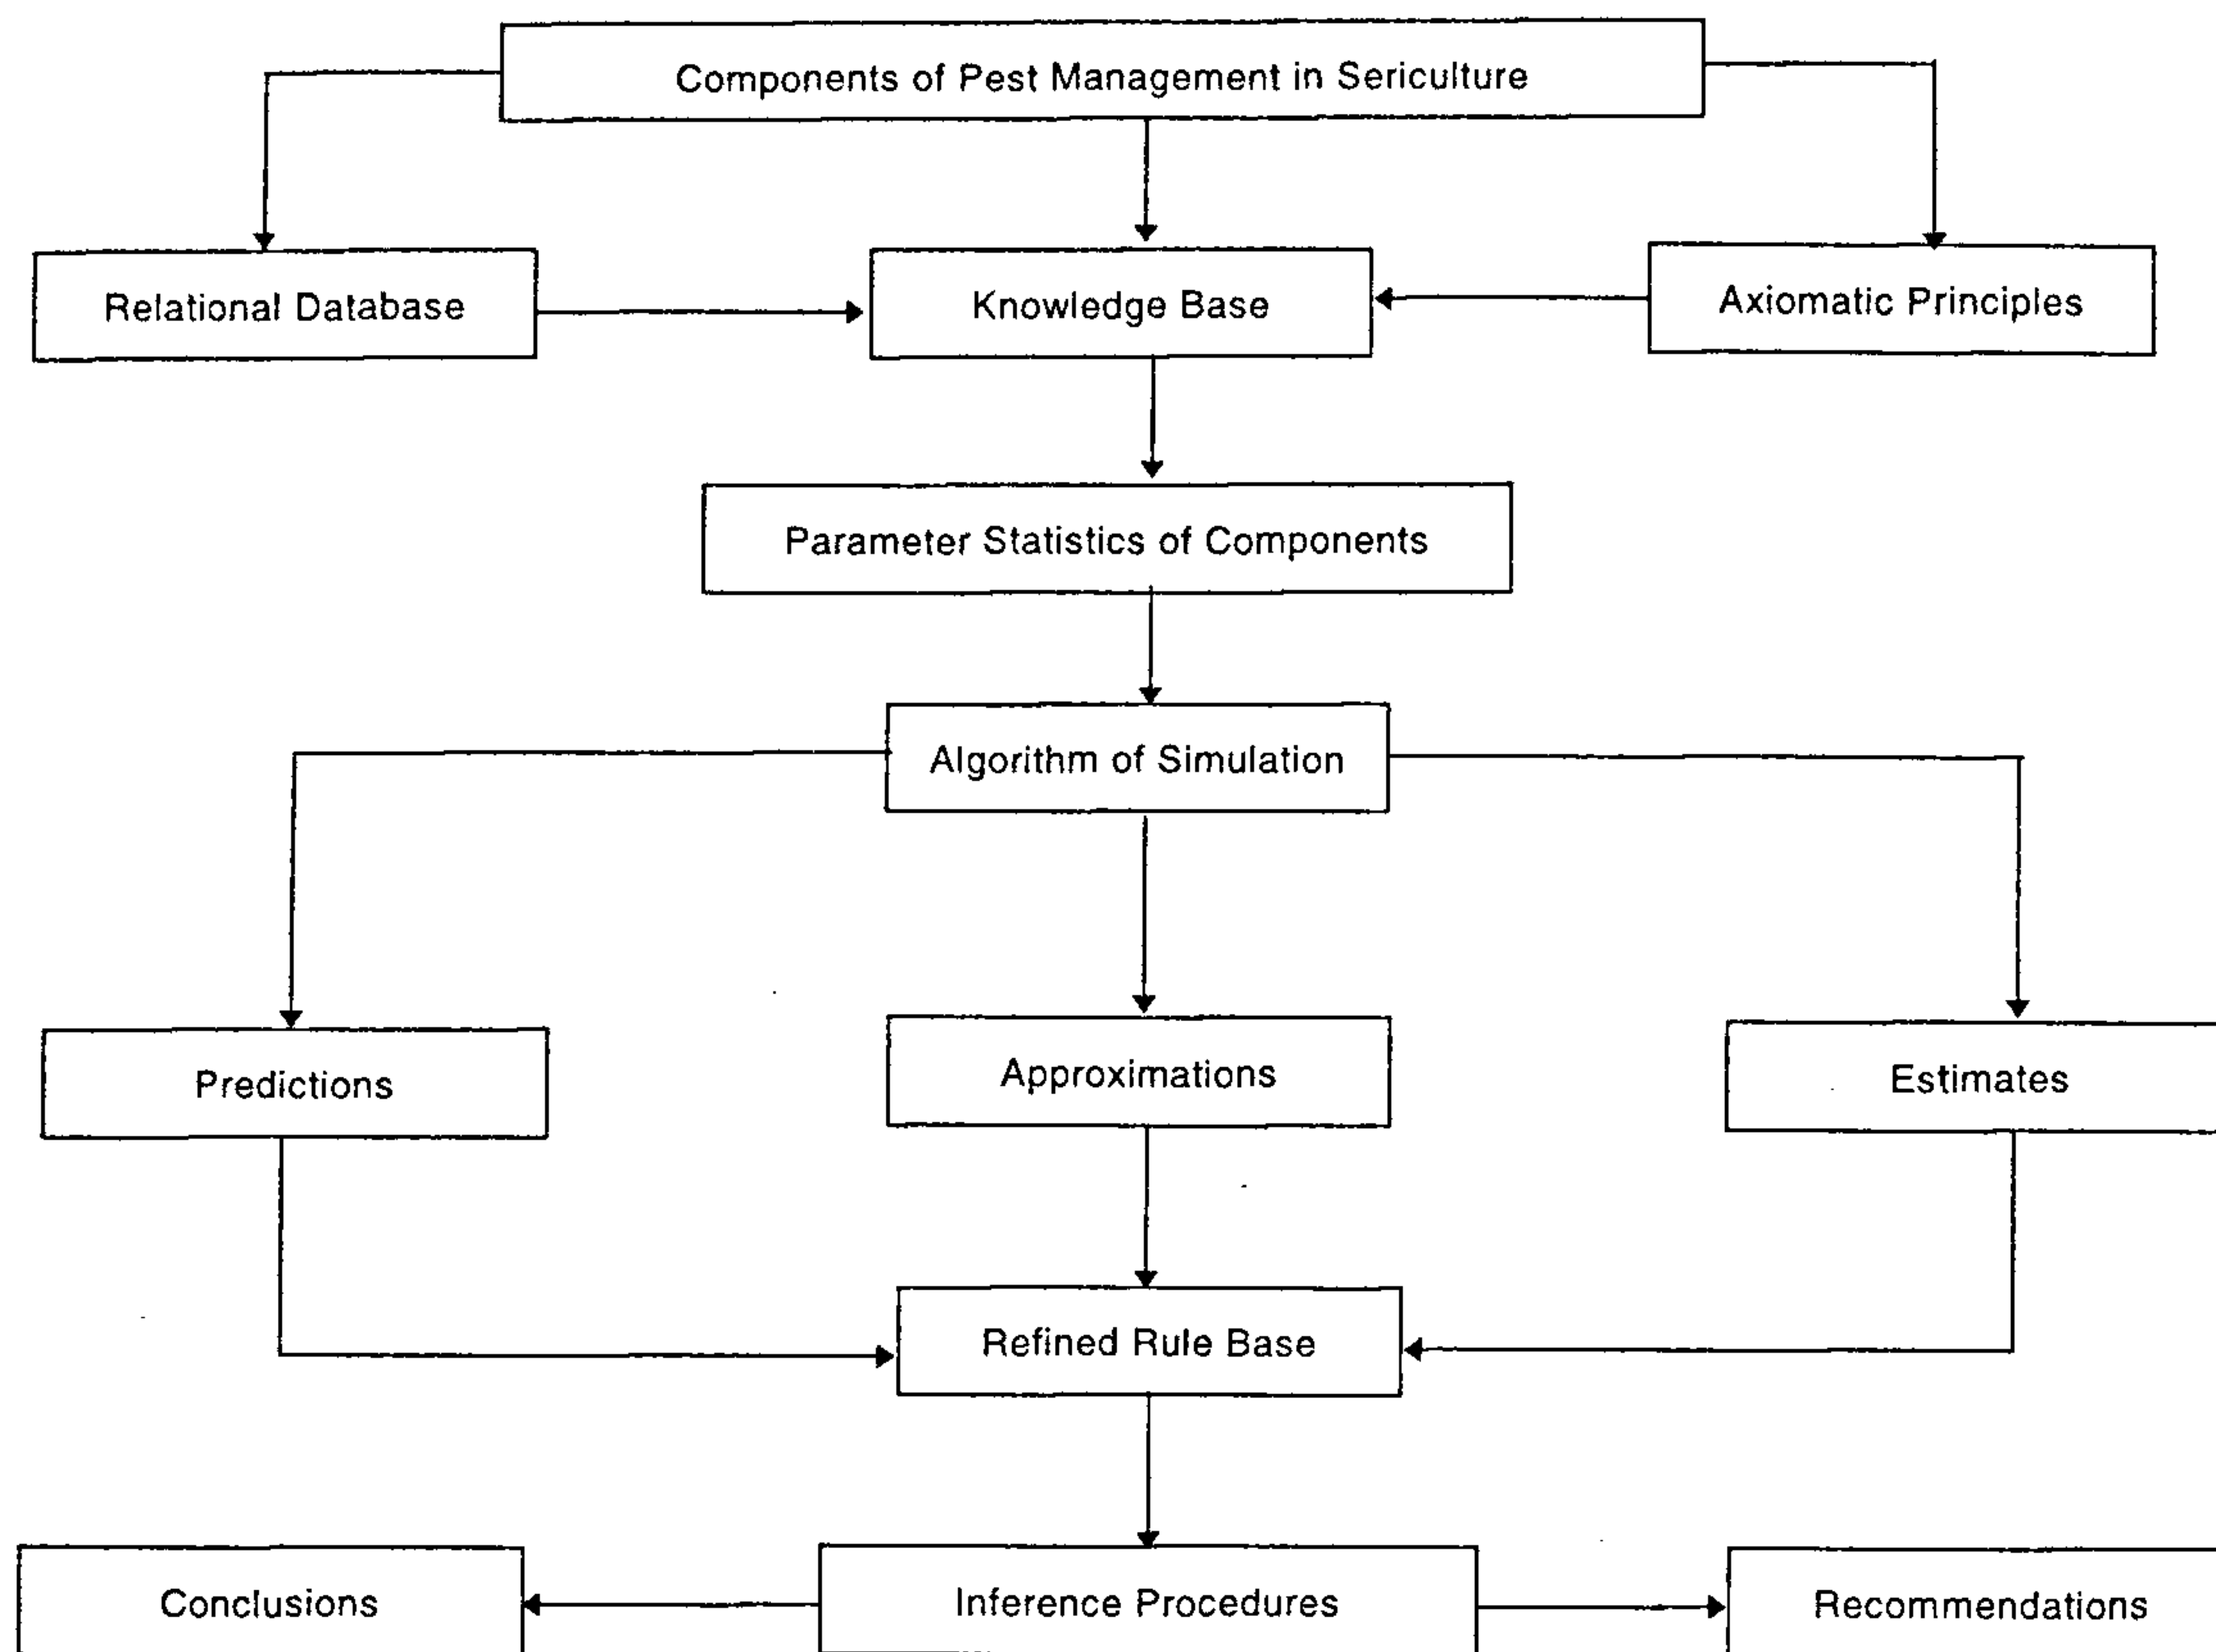 Components of Pest Management in Sericulture
Relational Database
Knowledge Base
Axiomatic Principles
Parameter Statistics of Components
Algorithm of Simulation
Predictions
Approximations
Estimates
Refined Rule Base
Conclusions
Inference Procedures
Recommendations